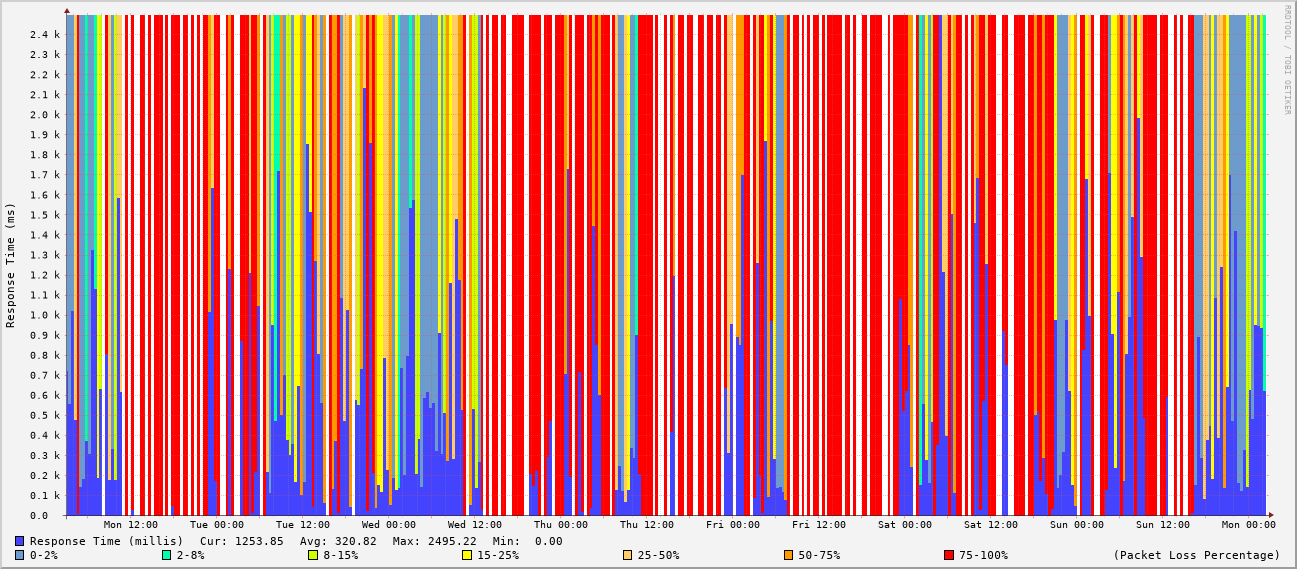 RRDTOOL / TOBI OETIKER
Response Time (ms)
2.4 k
2.3 k
2.2 k
2.1 k
2.0 k
1.9 k
1.8 k
1.7 k
1.6 k
1.5 k
1.4 k
1.3 k
1.2 k
1.1 k
1.0 k
0.9 k
0.8 k
0.7 k
0.6 k
0.5 k
0.4 k
0.3 k
0.2 k
0.1 k
0.0
Mon 12:00 Tue 00:00 Tue 12:00 Wed 00:00 Wed 12:00 Thu 00:00 Thu 12:00 Fri 00:00 Fri 12:00 Sat 00:00 Sat 12:00 Sun 00:00 Sun 12:00 Mon 00:00
Response Time (millis) Cur: 1253.85 Avg: 320.82 Max: 2495.22 Min: 0.00
0-2% 2-8% 8-15% 15-25% 25-50% 50-75% 75-100% (Packet Loss Percentage)